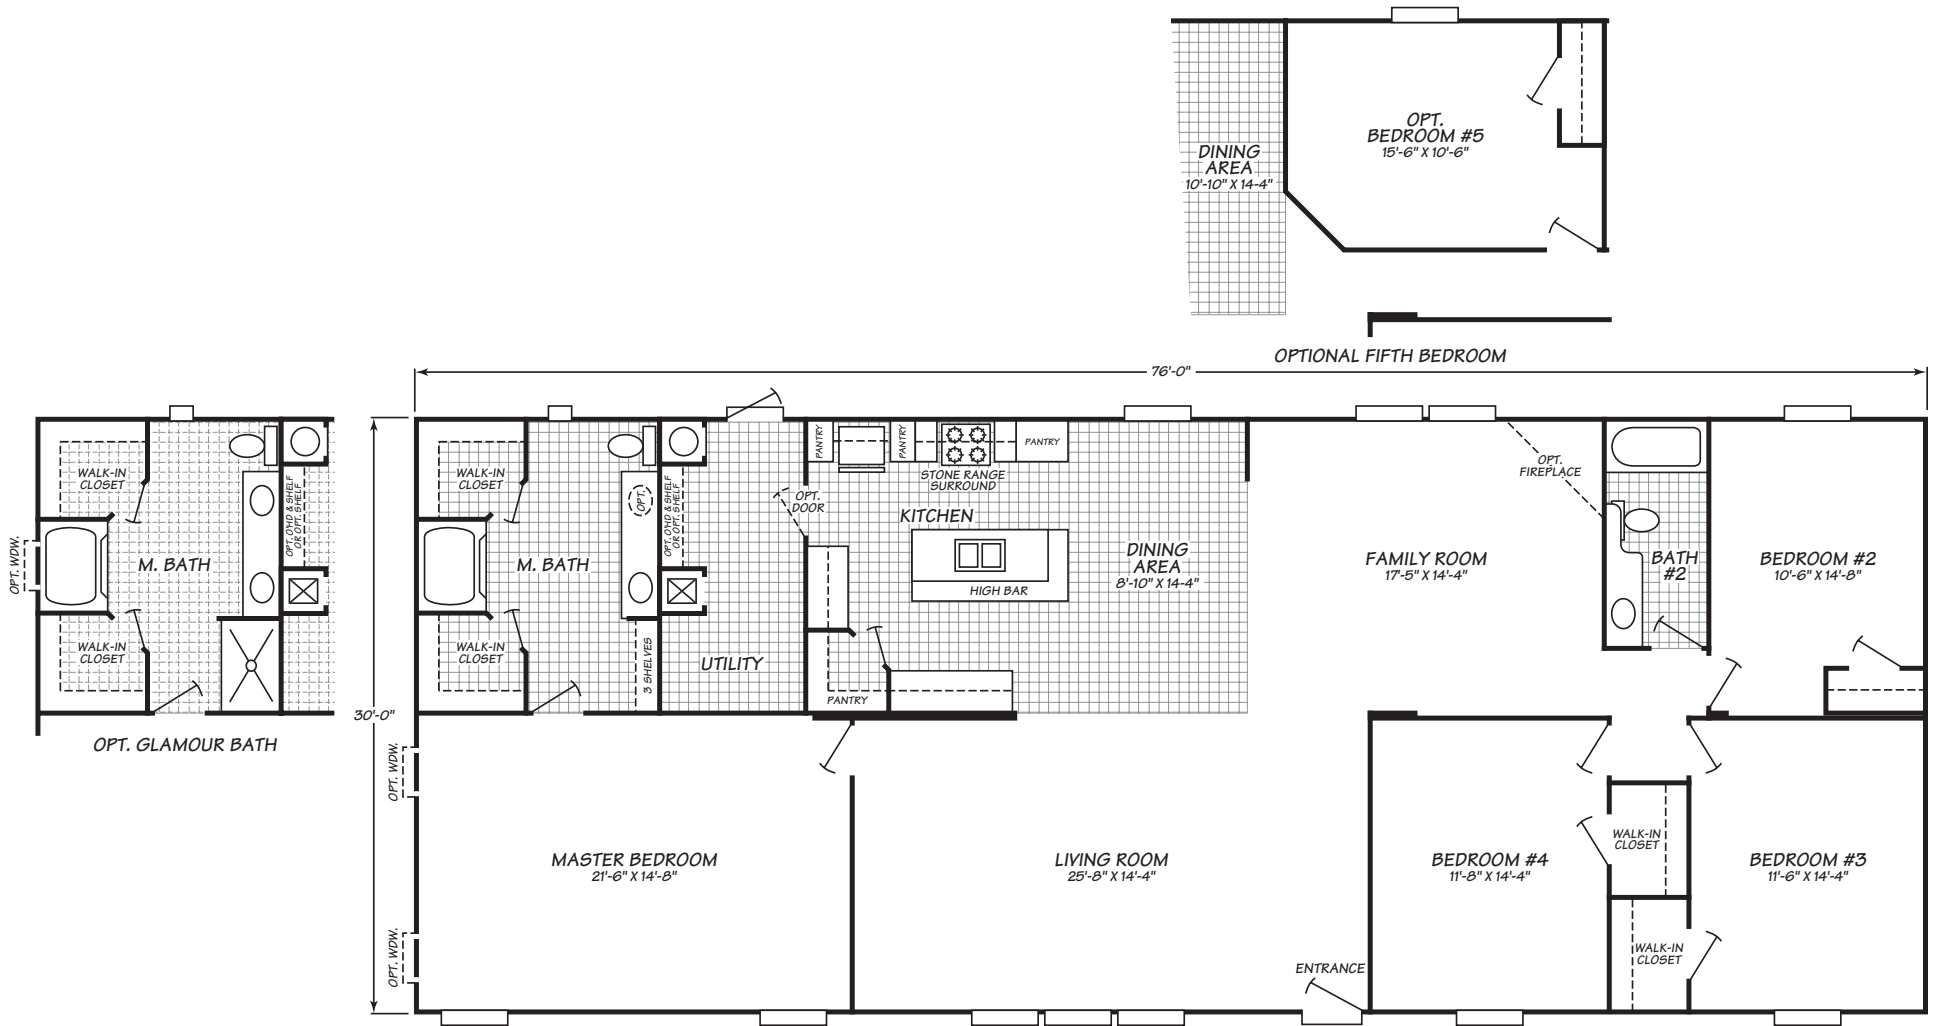 OPT.
BEDROOM #5
15'-6" X 10'-6"
DINING
AREA
10'-10" X 14-4"
OPTIONAL FIFTH BEDROOM
76'-0"
WALK-IN
CLOSET
OPT. WDW.
M. BATH
OPT. O'HD & SHELF
OR OPT. SHELF
WALK-IN
CLOSET
OPT. GLAMOUR BATH
30'-0"
WALK-IN
CLOSET
OPT.
M. BATH
OPT. O'HD & SHELF
OR OPT. SHELF
WALK-IN
CLOSET
3 SHELVES
UTILITY
PANTRY
PANTRY
PANTRY
STONE RANGE
SURROUND
OPT.
DOOR
KITCHEN
HIGH BAR
PANTRY
DINING
AREA
8'-10" X 14'-4"
FAMILY ROOM
17'-5" X 14'-4"
OPT.
FIREPLACE
BATH
#2
BEDROOM #2
10'-6" X 14'-8"
OPT. WDW.
OPT. WDW.
MASTER BEDROOM
21'-6" X 14'-8"
LIVING ROOM
25'-8" X 14'-4"
ENTRANCE
BEDROOM #4
11'-8" X 14'-4"
WALK-IN
CLOSET
WALK-IN
CLOSET
BEDROOM #3
11'-6" X 14'-4"